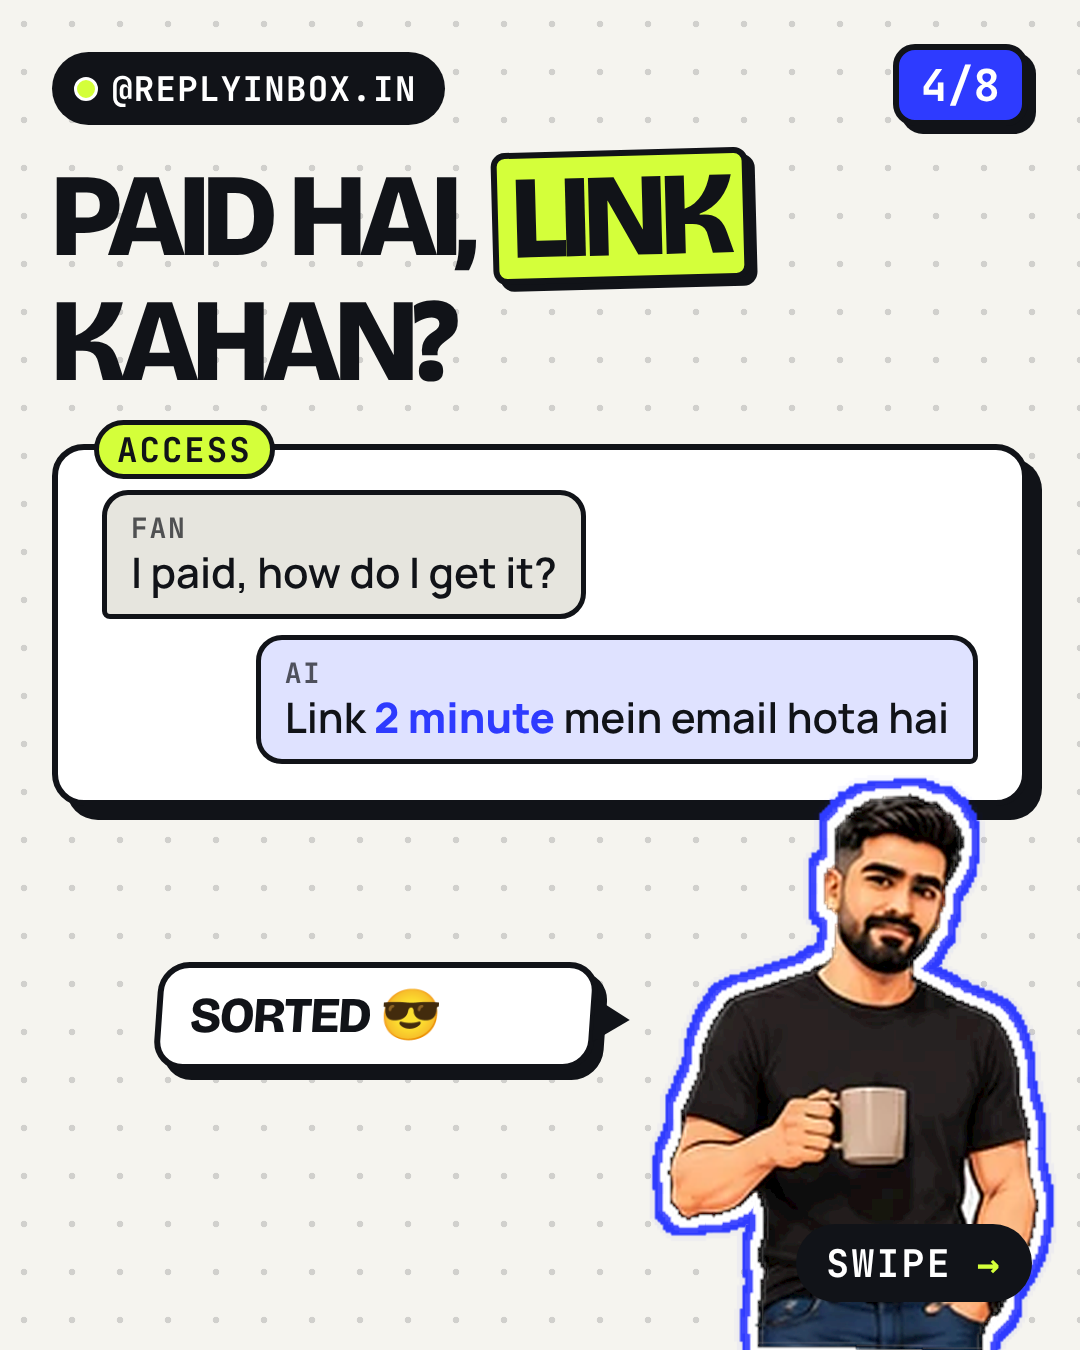 @REPLYINBOX.IN
4/8
PAID HAI, LINK
KAHAN?
ACCESS
FAN
I paid, how do I get it?
AI
Link 2 minute mein email hota hai
SORTED 😎
SWIPE →